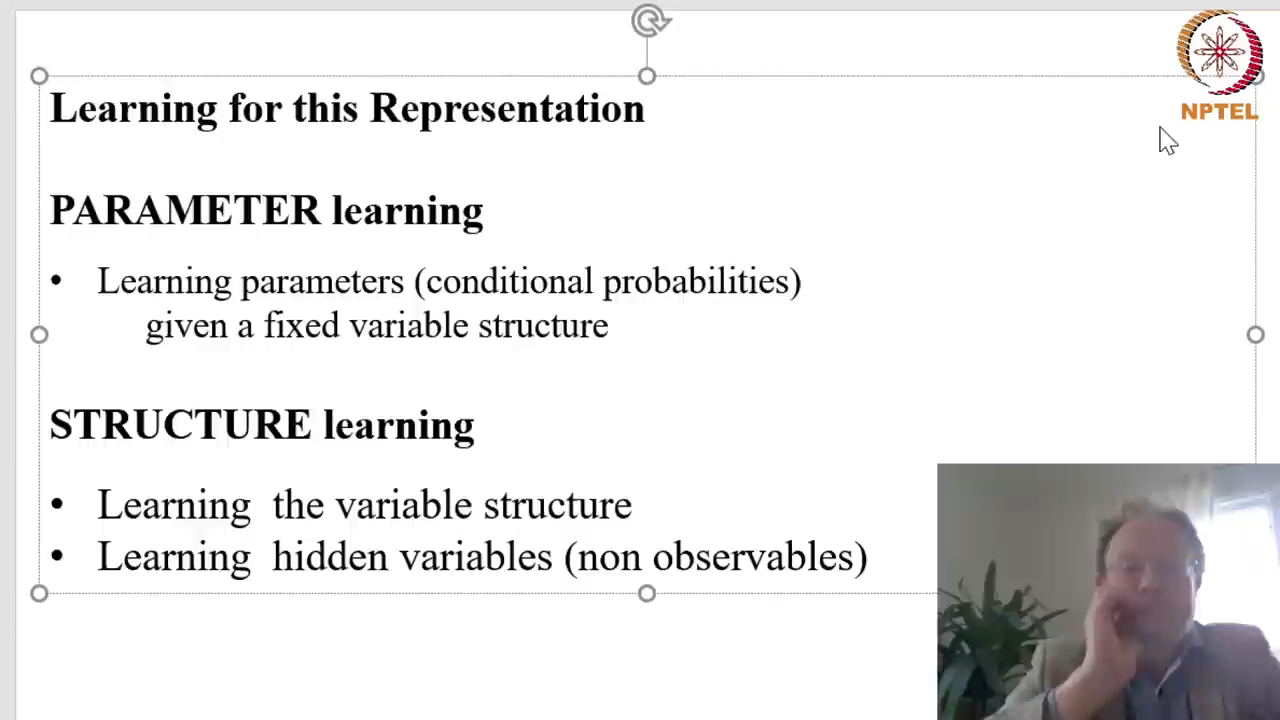 NPTEL
Learning for this Representation
PARAMETER learning
• Learning parameters (conditional probabilities)
given a fixed variable structure
STRUCTURE learning
• Learning the variable structure
• Learning hidden variables (non observables)